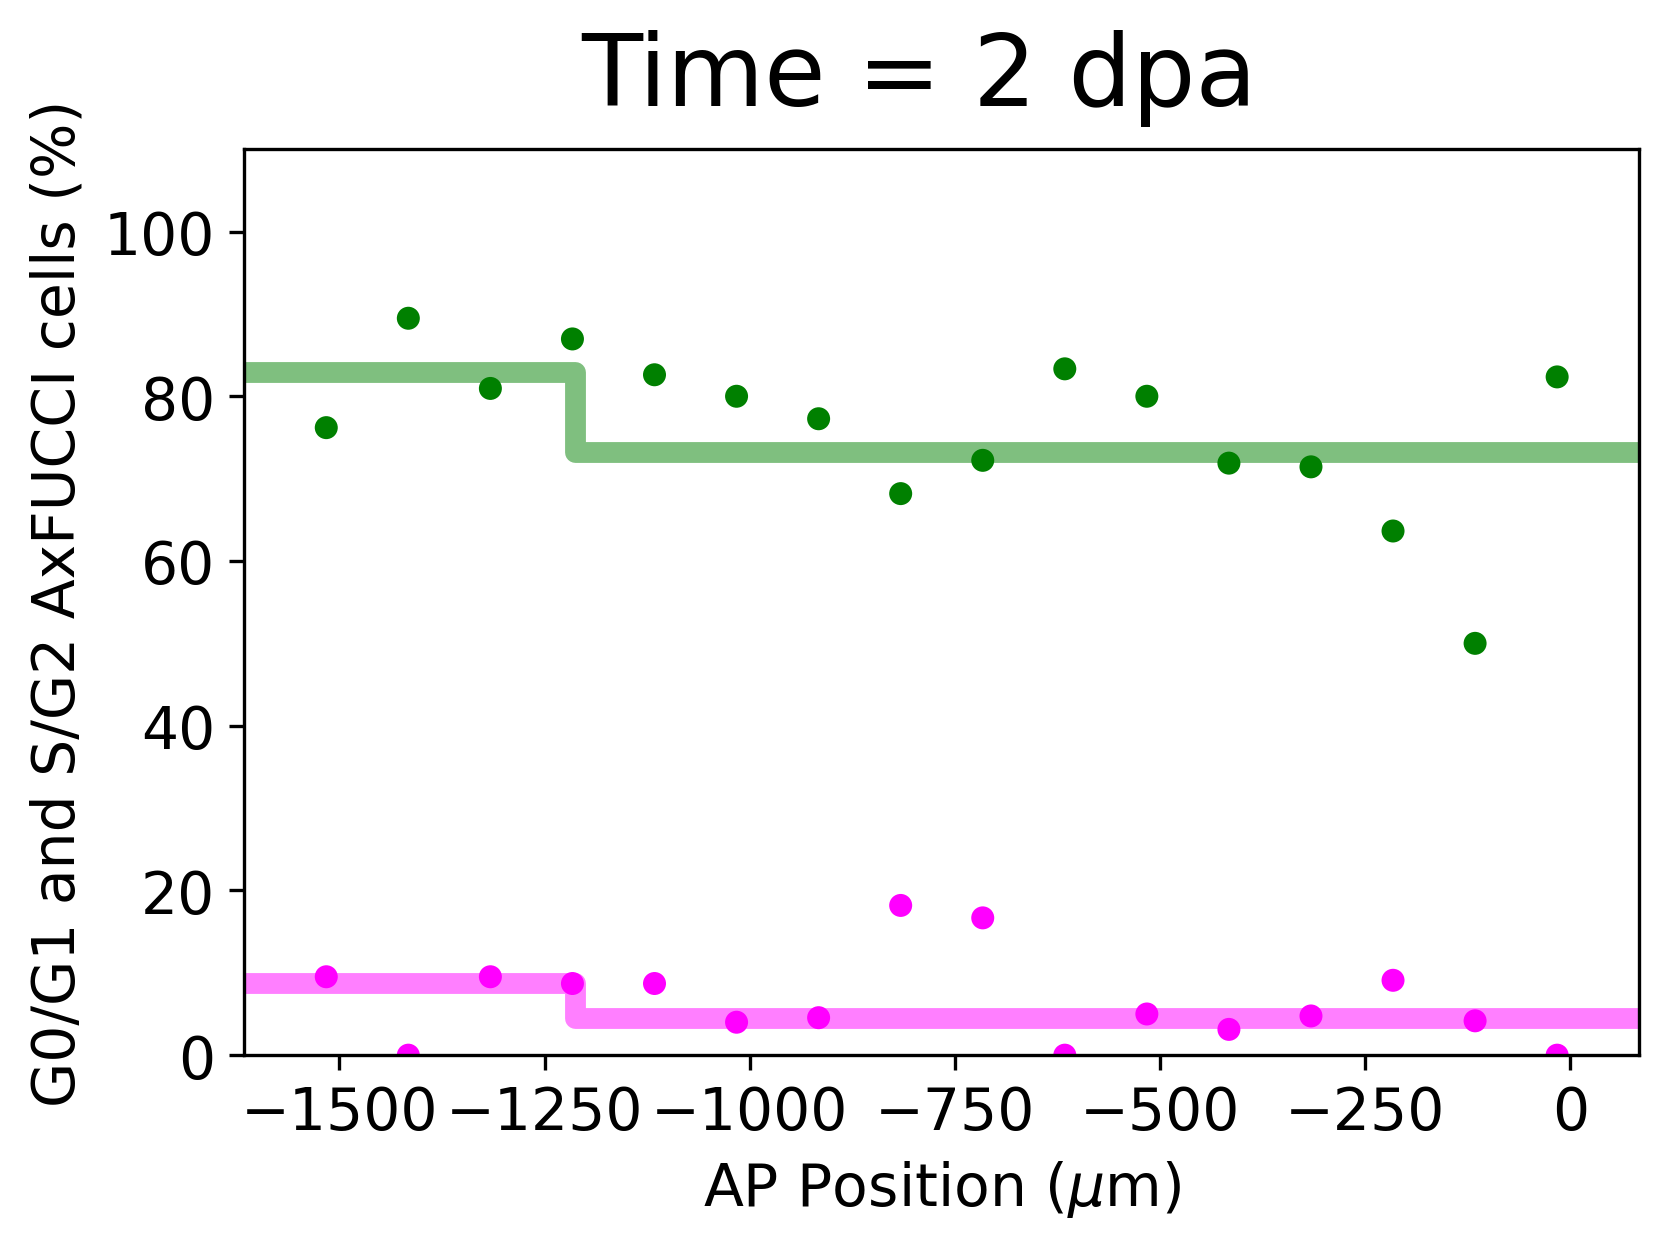 Time = 2 dpa
G0/G1 and S/G2 AxFUCCI cells (%)
100
80
60
40
20
0
−1500 −1250 −1000 −750 −500 −250 0
AP Position (μm)